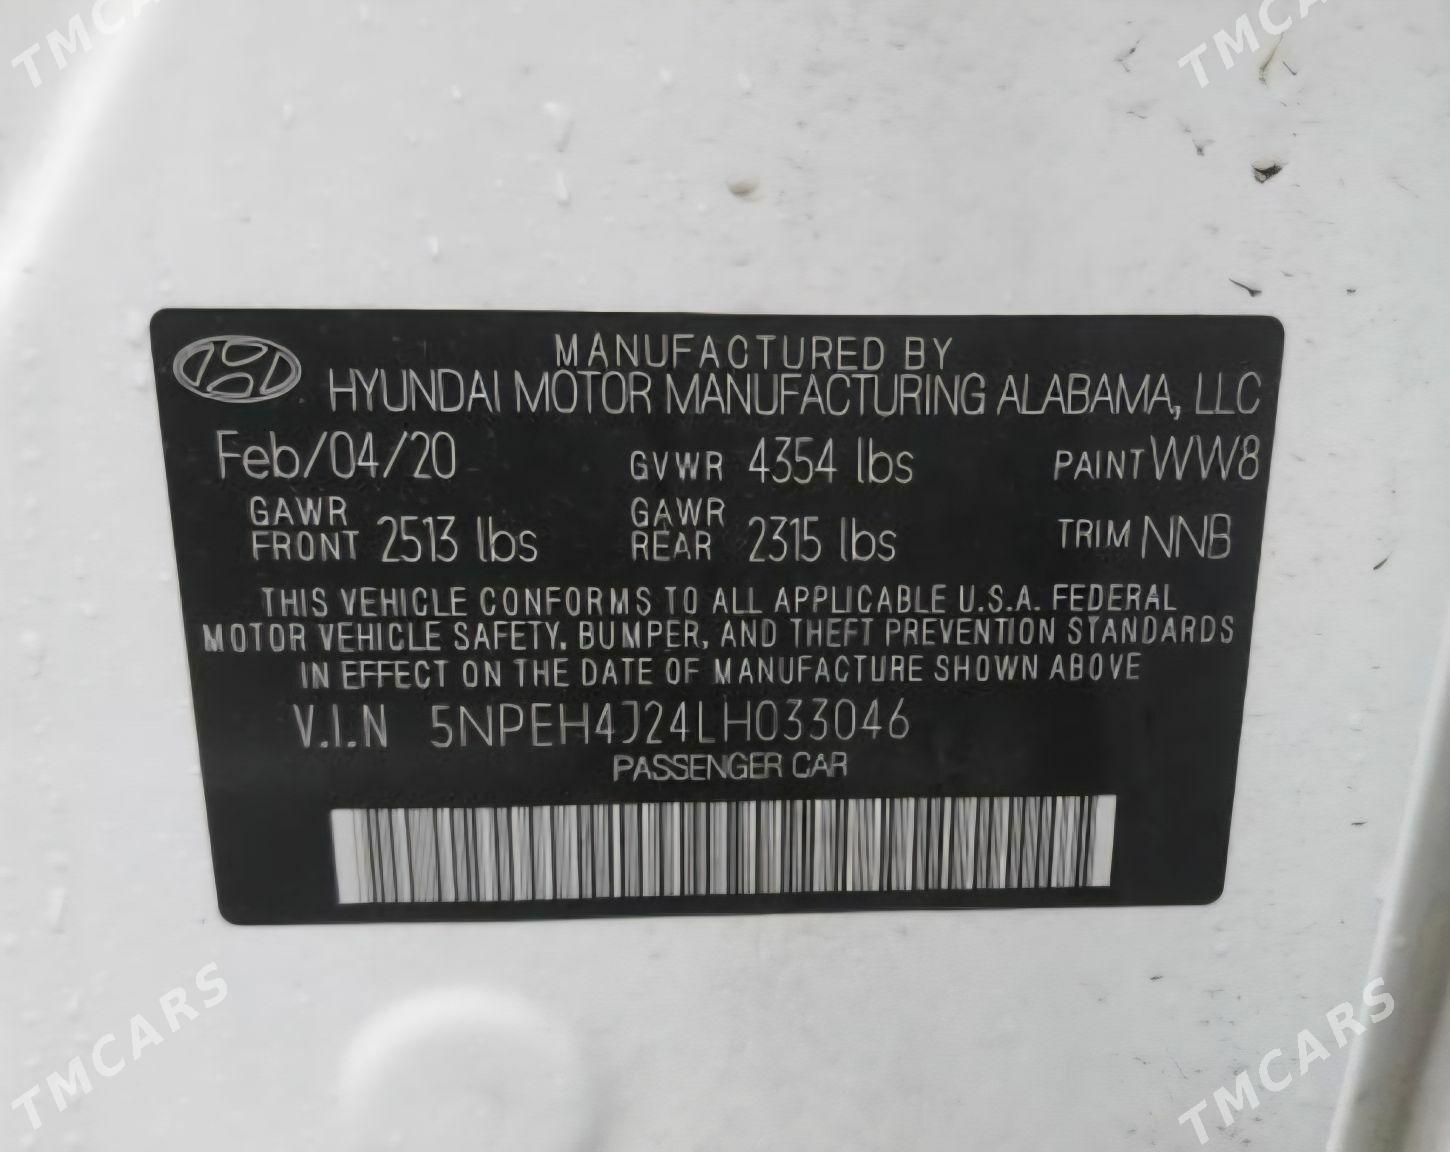 TMCARS
TMCARS
MANUFACTURED BY
HYUNDAI MOTOR MANUFACTURING ALABAMA, LLC
Feb/04/20 GVWR 4354 lbs PAINT WW8
GAWR FRONT 2513 lbs GAWR REAR 2315 lbs TRIM NNB
THIS VEHICLE CONFORMS TO ALL APPLICABLE U.S.A. FEDERAL
MOTOR VEHICLE SAFETY, BUMPER, AND THEFT PREVENTION STANDARDS
IN EFFECT ON THE DATE OF MANUFACTURE SHOWN ABOVE
V.I.N 5NPEH4J24LH033046
PASSENGER CAR
TMCARS
TMCARS